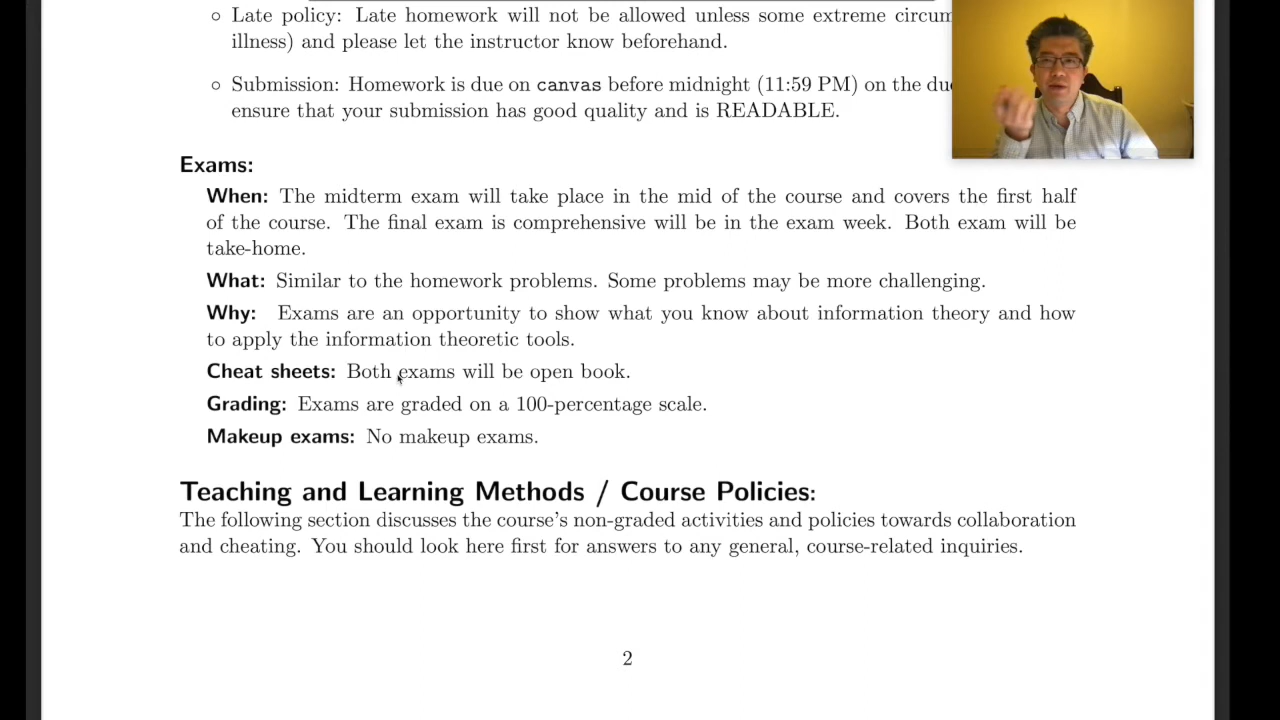 ◦ Late policy: Late homework will not be allowed unless some extreme
illness) and please let the instructor know beforehand.
◦ Submission: Homework is due on canvas before midnight (11:59 PM) on the
ensure that your submission has good quality and is READABLE.
Exams:
When: The midterm exam will take place in the mid of the course and covers the first half
of the course. The final exam is comprehensive will be in the exam week. Both exam will be
take-home.
What: Similar to the homework problems. Some problems may be more challenging.
Why: Exams are an opportunity to show what you know about information theory and how
to apply the information theoretic tools.
Cheat sheets: Both exams will be open book.
Grading: Exams are graded on a 100-percentage scale.
Makeup exams: No makeup exams.
Teaching and Learning Methods / Course Policies:
The following section discusses the course's non-graded activities and policies towards collaboration
and cheating. You should look here first for answers to any general, course-related inquiries.
2